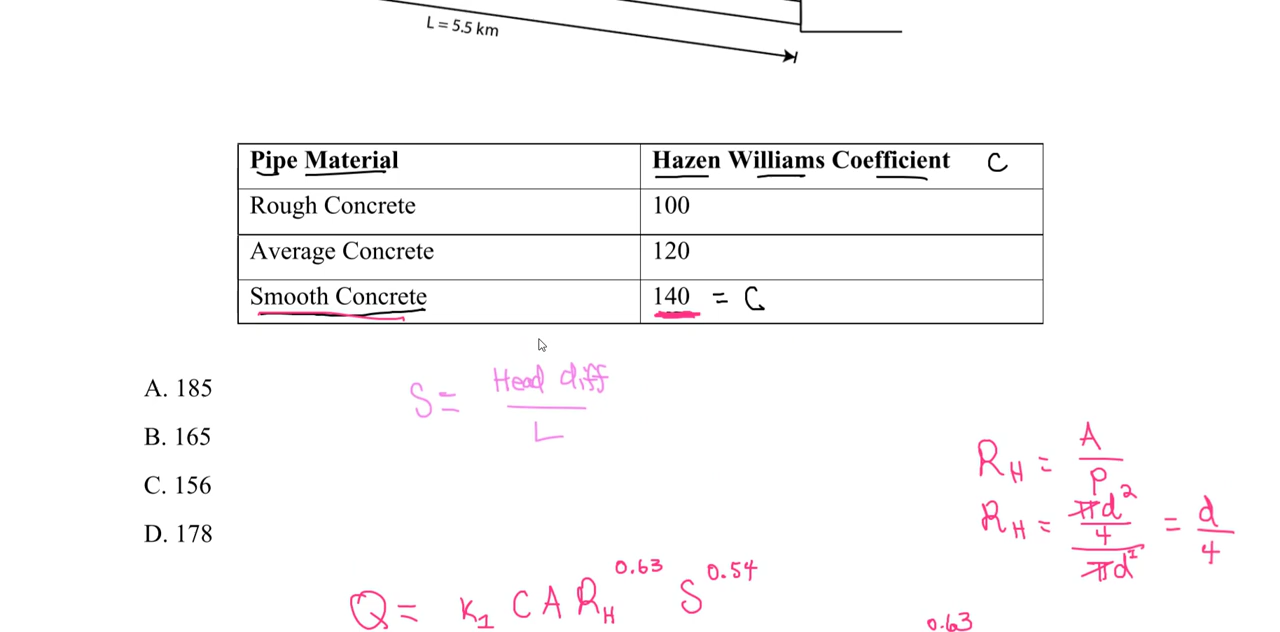 L = 5.5 km
Pipe Material Hazen Williams Coefficient C
Rough Concrete 100
Average Concrete 120
Smooth Concrete 140 = C
A. 185
B. 165
C. 156
D. 178
S = Head diff / L
R_H = A / P
R_H = πd² / 4 / πd¹ = d / 4
Q = K₁ C A R_H^0.63 S^0.54
0.63